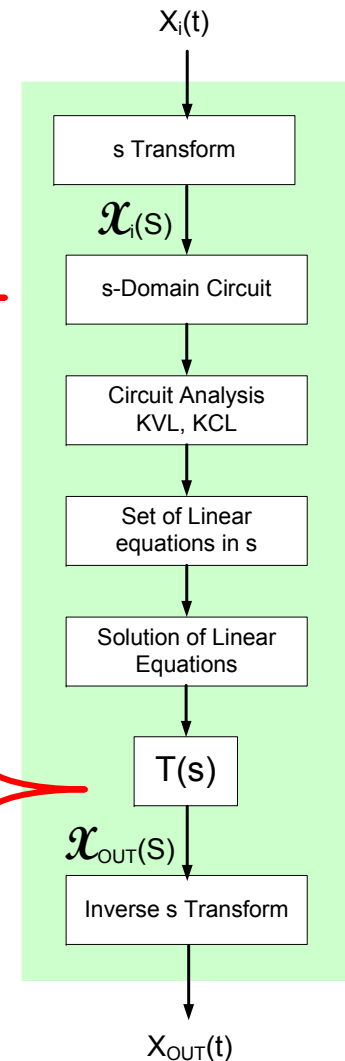 Xi(t)
s Transform
𝒳i(S)
s-Domain Circuit
Circuit Analysis
KVL, KCL
Set of Linear
equations in s
Solution of Linear
Equations
T(s)
𝒳OUT(S)
Inverse s Transform
XOUT(t)